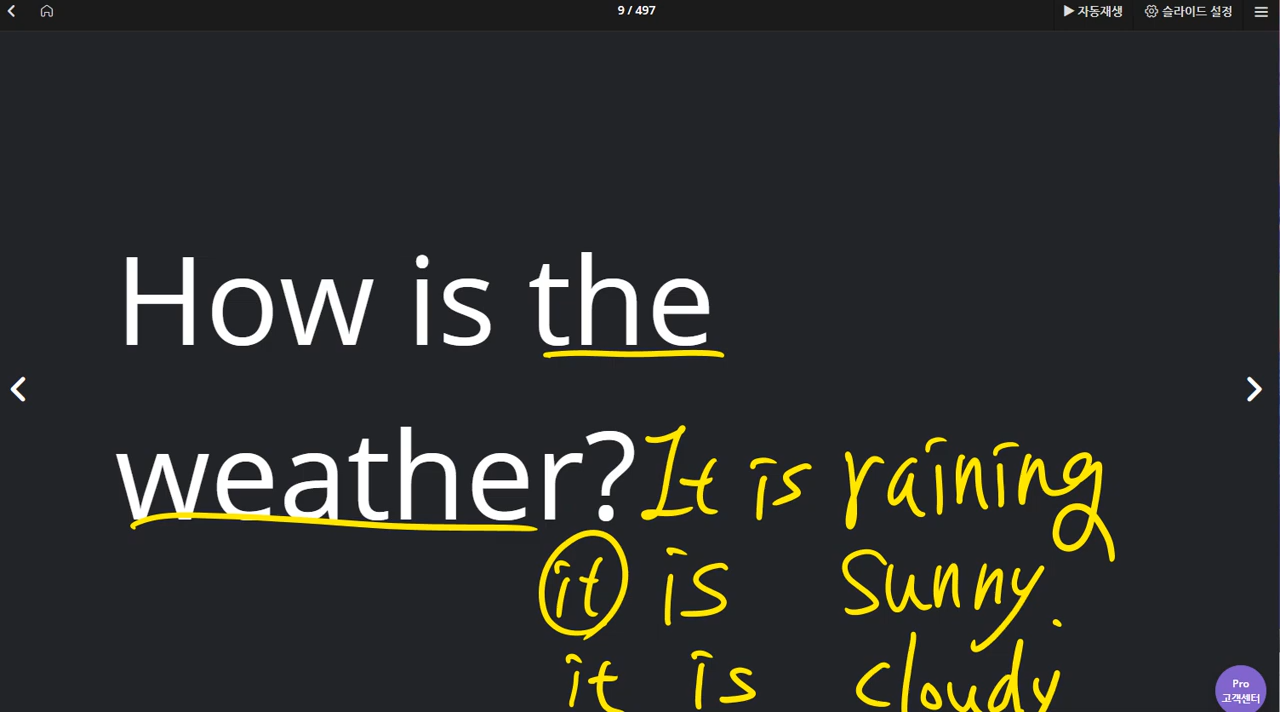 9 / 497
자동재생
슬라이드 설정
How is the
weather? It is raining
it is sunny.
it is cloudy
Pro
고객센터